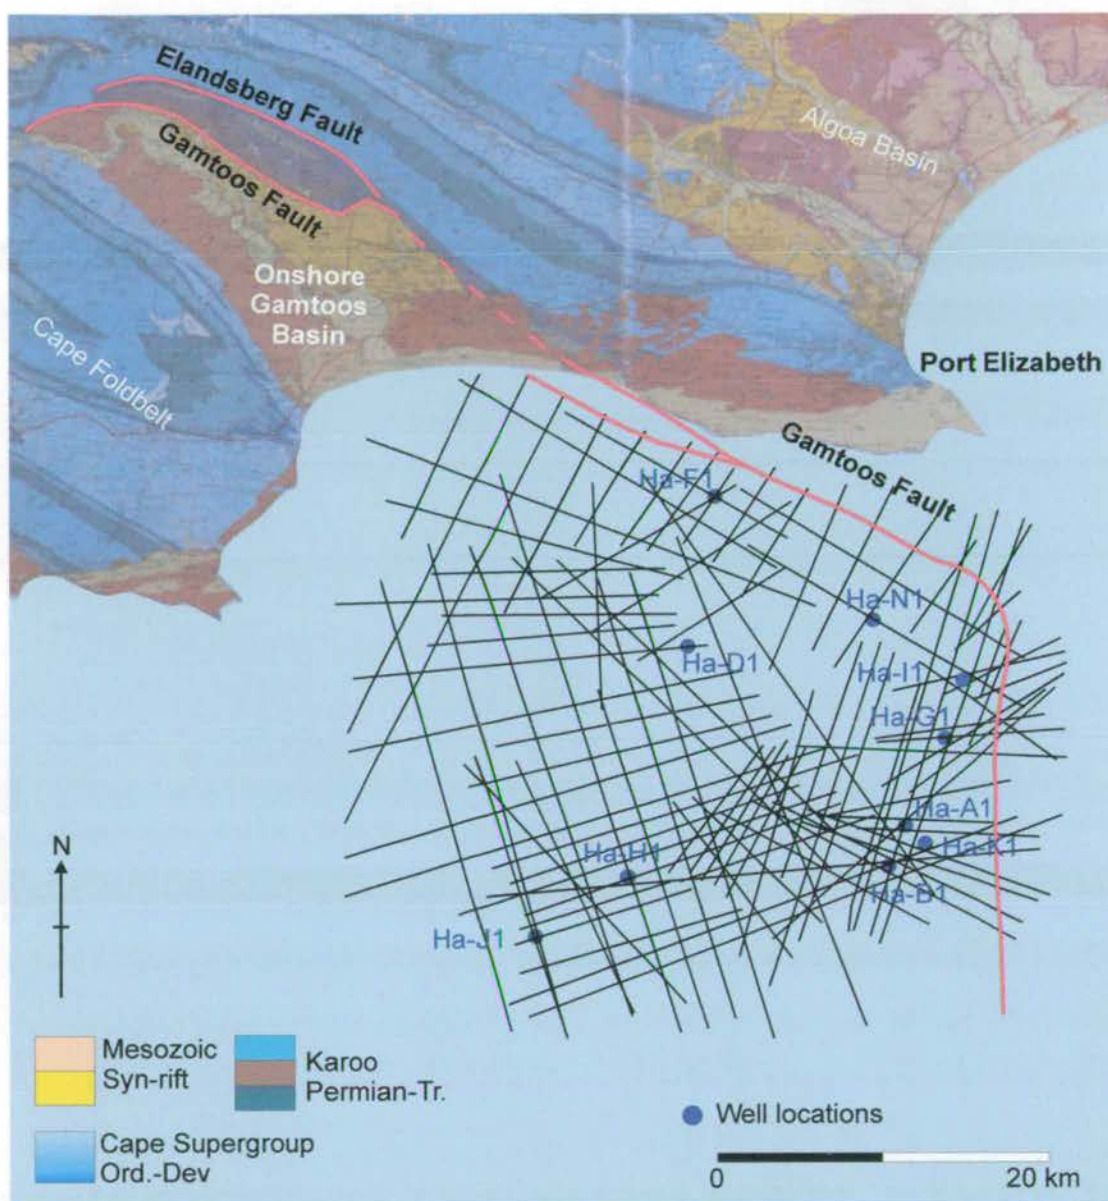 Elandsberg Fault
Gamtoos Fault
Algoa Basin
Onshore
Gamtoos
Basin
Cape Foldbelt
Port Elizabeth
Gamtoos Fault
Ha-F1
Ha-N1
Ha-D1
Ha-I1
Ha-G1
Ha-A1
Ha-K1
Ha-H1
Ha-B1
Ha-J1
N
Mesozoic
Syn-rift
Karoo
Permian-Tr.
Cape Supergroup
Ord.-Dev
Well locations
0
20 km